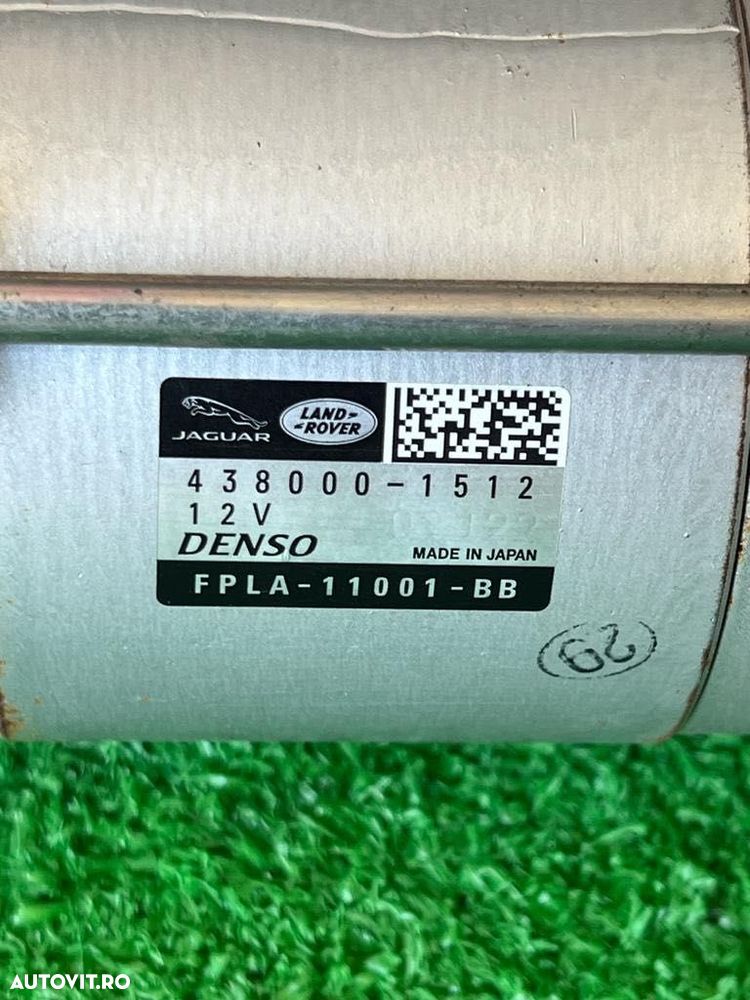 JAGUAR
LAND-
-ROVER
438000-1512
12V
DENSO MADE IN JAPAN
FPLA-11001-BB
29
AUTOVIT.RO